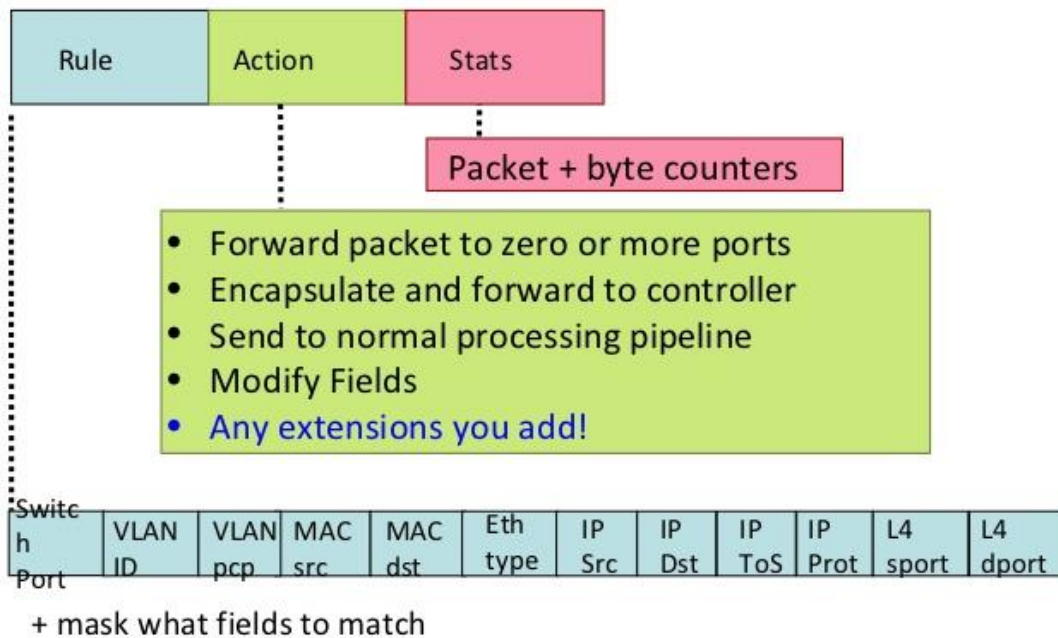 Rule Action Stats
Packet + byte counters
• Forward packet to zero or more ports
• Encapsulate and forward to controller
• Send to normal processing pipeline
• Modify Fields
• Any extensions you add!
Switc
h
Port
VLAN
ID
VLAN
pcp
MAC
src
MAC
dst
Eth
type
IP
Src
IP
Dst
IP
ToS
IP
Prot
L4
sport
L4
dport
+ mask what fields to match